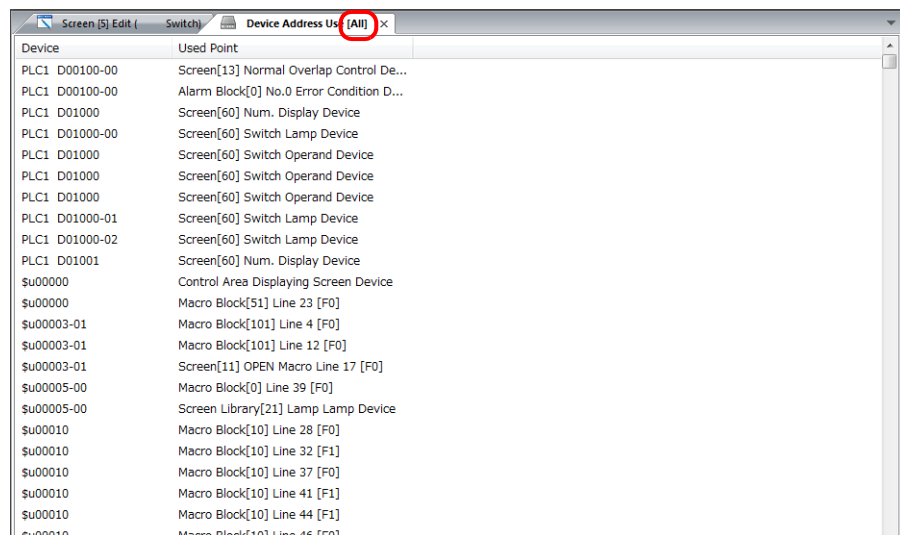 Screen [5] Edit ( Switch) Device Address Use [All] ×
Device Used Point
PLC1 D00100-00 Screen[13] Normal Overlap Control De...
PLC1 D00100-00 Alarm Block[0] No.0 Error Condition D...
PLC1 D01000 Screen[60] Num. Display Device
PLC1 D01000-00 Screen[60] Switch Lamp Device
PLC1 D01000 Screen[60] Switch Operand Device
PLC1 D01000 Screen[60] Switch Operand Device
PLC1 D01000 Screen[60] Switch Operand Device
PLC1 D01000-01 Screen[60] Switch Lamp Device
PLC1 D01000-02 Screen[60] Switch Lamp Device
PLC1 D01001 Screen[60] Num. Display Device
$u00000 Control Area Displaying Screen Device
$u00000 Macro Block[51] Line 23 [F0]
$u00003-01 Macro Block[101] Line 4 [F0]
$u00003-01 Macro Block[101] Line 12 [F0]
$u00003-01 Screen[11] OPEN Macro Line 17 [F0]
$u00005-00 Macro Block[0] Line 39 [F0]
$u00005-00 Screen Library[21] Lamp Lamp Device
$u00010 Macro Block[10] Line 28 [F0]
$u00010 Macro Block[10] Line 32 [F1]
$u00010 Macro Block[10] Line 37 [F0]
$u00010 Macro Block[10] Line 41 [F1]
$u00010 Macro Block[10] Line 44 [F1]
$u00010 Macro Block[10] Line 46 [F0]